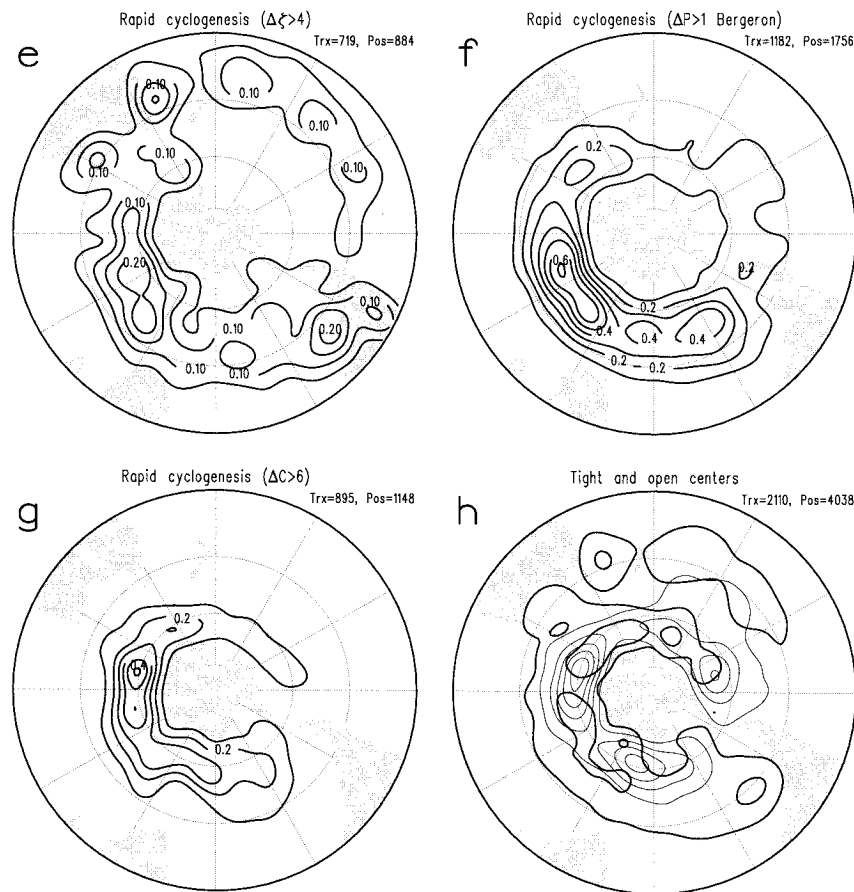 e
Rapid cyclogenesis (Δζ>4)
Trx=719, Pos=884
0.10
0.10
0.10
0.10
0.10
0.10
0.10
0.20
0.10
0.10
0.20
0.10
0.10
f
Rapid cyclogenesis (ΔP>1 Bergeron)
Trx=1182, Pos=1756
0.2
0.6
0.2
0.2
0.4
0.4
0.4
0.2
0.2
g
Rapid cyclogenesis (ΔC>6)
Trx=895, Pos=1148
0.2
0.4
0.2
h
Tight and open centers
Trx=2110, Pos=4038